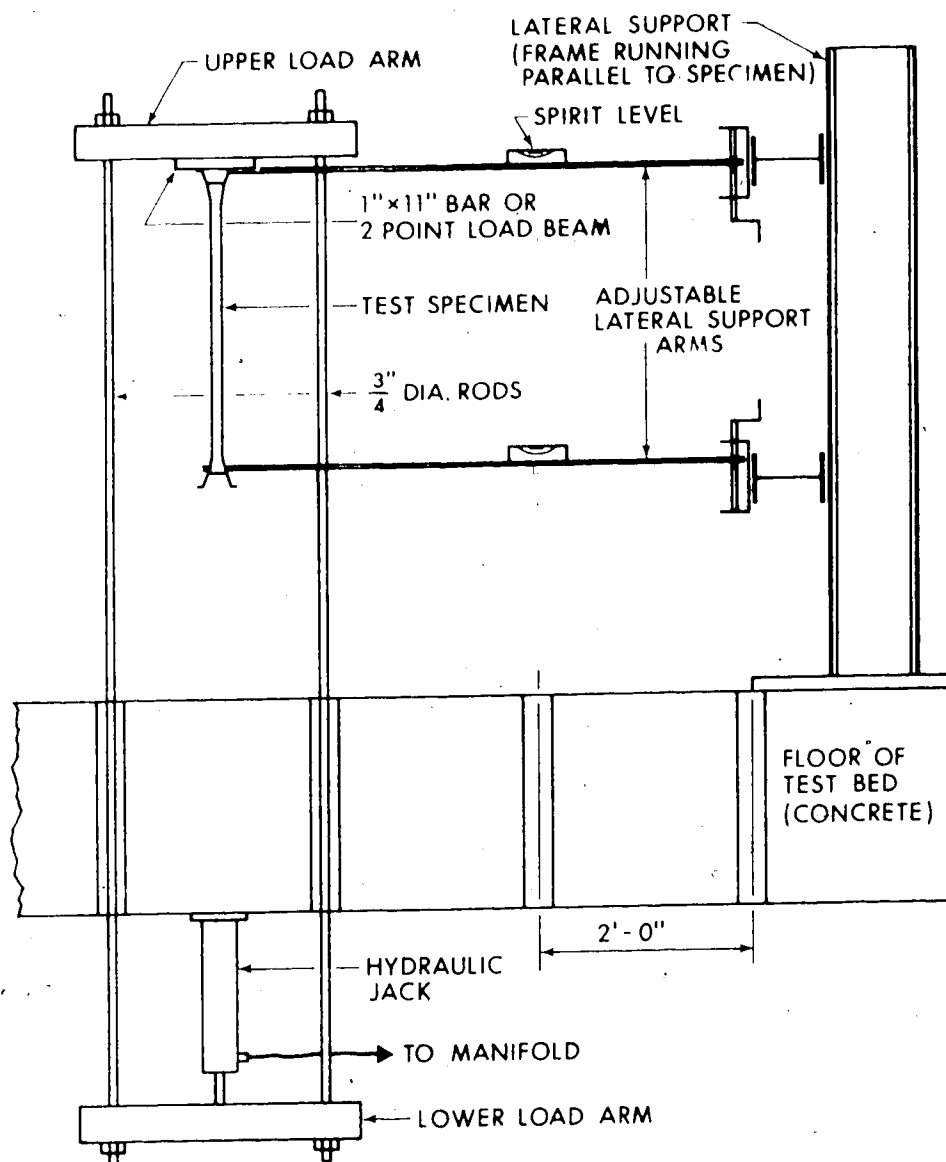 LATERAL SUPPORT
(FRAME RUNNING
PARALLEL TO SPECIMEN)
UPPER LOAD ARM
SPIRIT LEVEL
1"×11" BAR OR
2 POINT LOAD BEAM
TEST SPECIMEN
ADJUSTABLE
LATERAL SUPPORT
ARMS
3/4" DIA. RODS
FLOOR OF
TEST BED
(CONCRETE)
2'-0"
HYDRAULIC
JACK
TO MANIFOLD
LOWER LOAD ARM